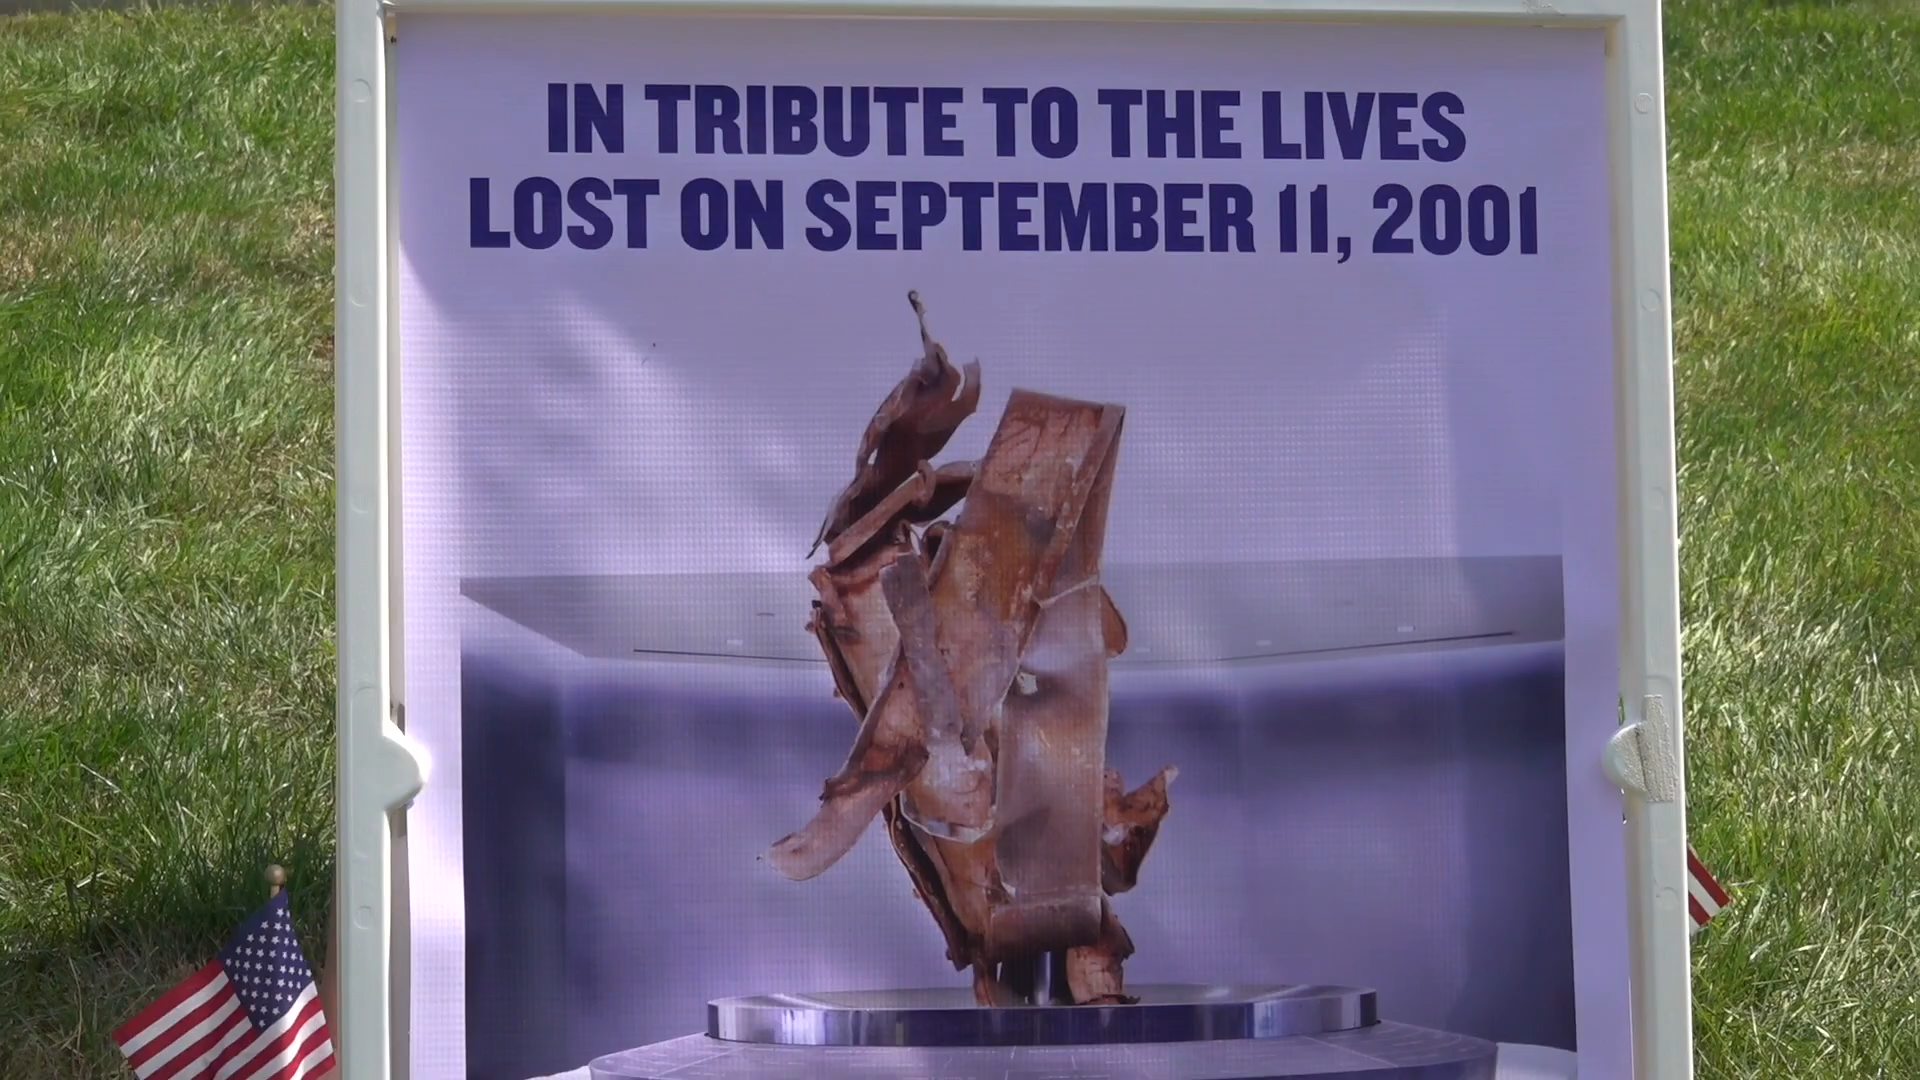 IN TRIBUTE TO THE LIVES
LOST ON SEPTEMBER 11, 2001